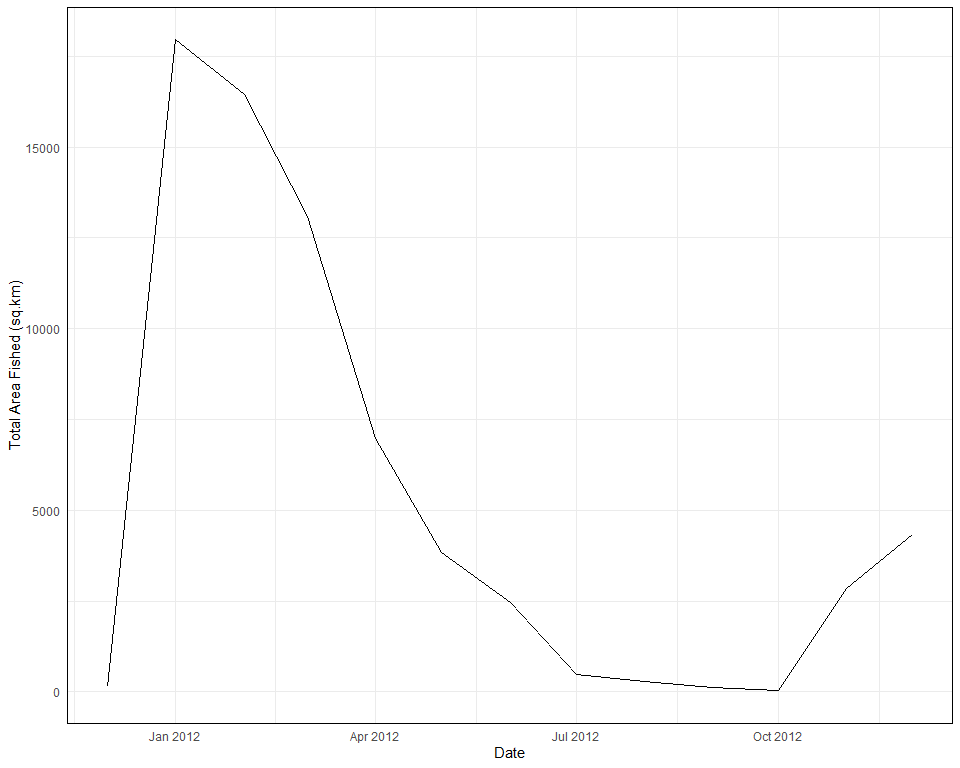 Total Area Fished (sq.km)
15000
10000
5000
0
Jan 2012
Apr 2012
Jul 2012
Oct 2012
Date